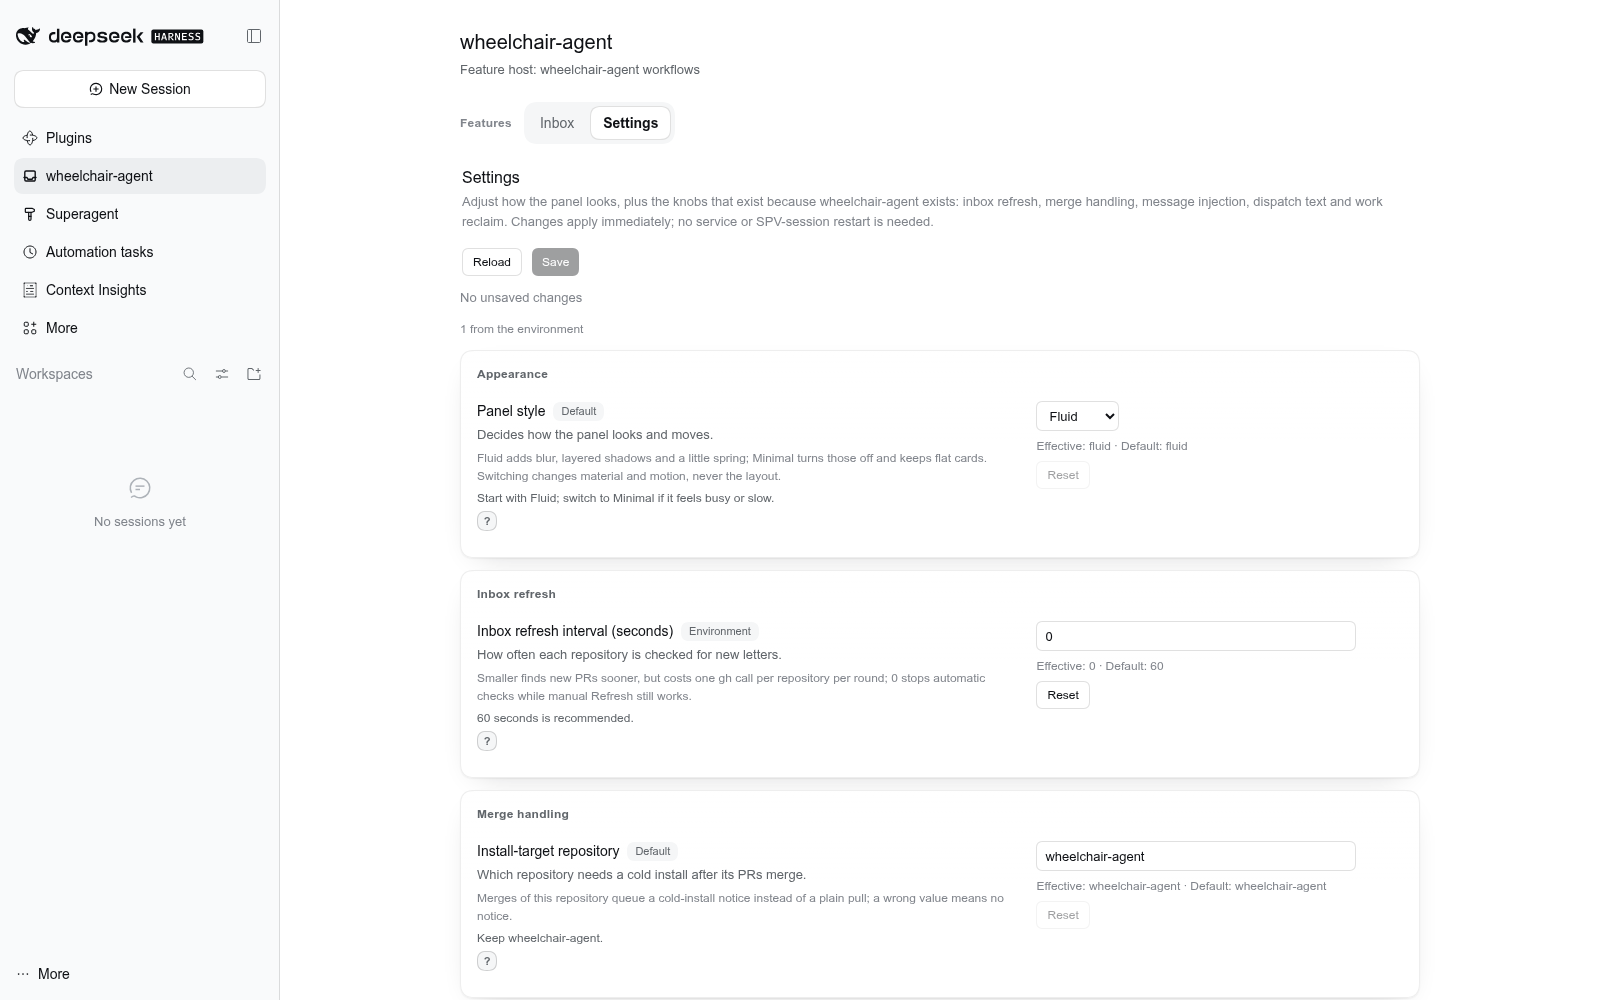 deepseek HARNESS
New Session
Plugins
wheelchair-agent
Superagent
Automation tasks
Context Insights
More
Workspaces
No sessions yet
More
wheelchair-agent
Feature host: wheelchair-agent workflows
Features Inbox Settings
Settings
Adjust how the panel looks, plus the knobs that exist because wheelchair-agent exists: inbox refresh, merge handling, message injection, dispatch text and work
reclaim. Changes apply immediately; no service or SPV-session restart is needed.
Reload Save
No unsaved changes
1 from the environment
Appearance
Panel style Default
Decides how the panel looks and moves.
Fluid adds blur, layered shadows and a little spring; Minimal turns those off and keeps flat cards.
Switching changes material and motion, never the layout.
Start with Fluid; switch to Minimal if it feels busy or slow.
?
Fluid
Effective: fluid · Default: fluid
Reset
Inbox refresh
Inbox refresh interval (seconds) Environment
How often each repository is checked for new letters.
Smaller finds new PRs sooner, but costs one gh call per repository per round; 0 stops automatic
checks while manual Refresh still works.
60 seconds is recommended.
?
0
Effective: 0 · Default: 60
Reset
Merge handling
Install-target repository Default
Which repository needs a cold install after its PRs merge.
Merges of this repository queue a cold-install notice instead of a plain pull; a wrong value means no
notice.
Keep wheelchair-agent.
?
wheelchair-agent
Effective: wheelchair-agent · Default: wheelchair-agent
Reset